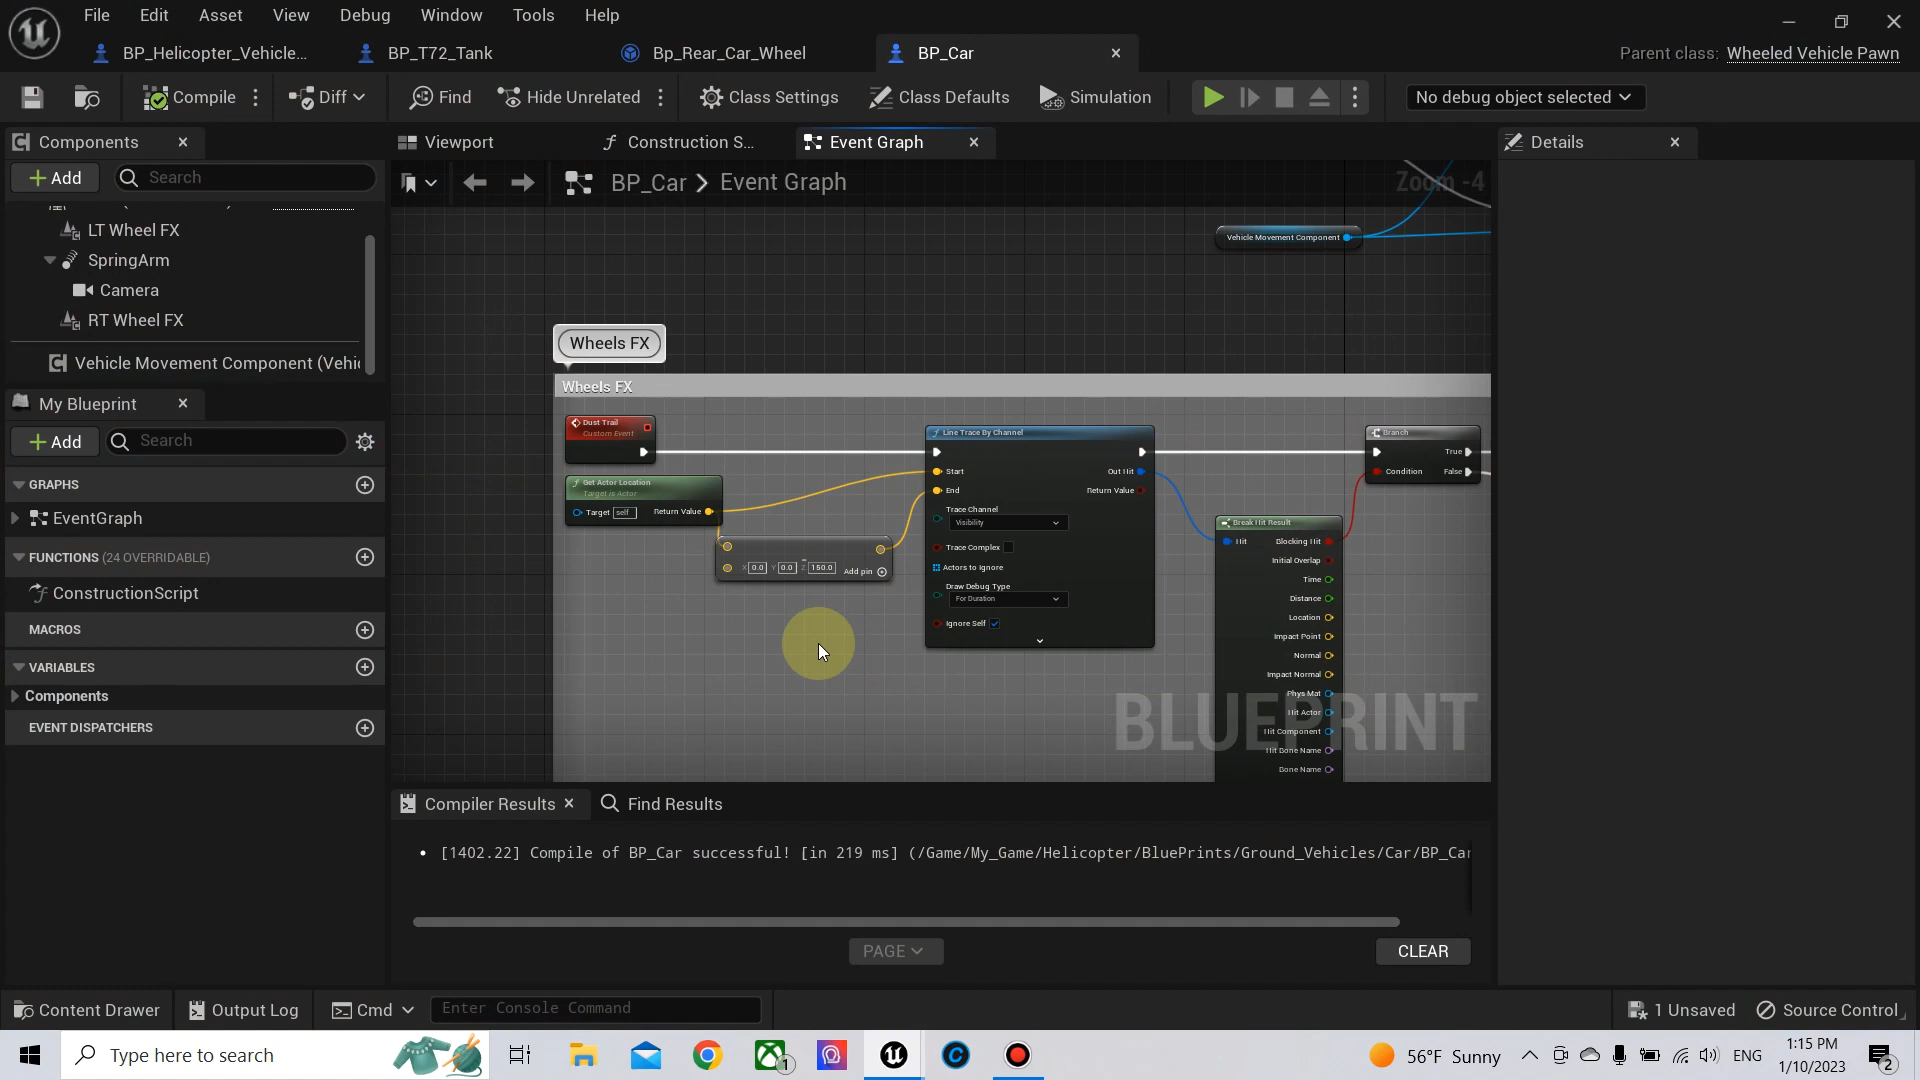 File Edit Asset View Debug Window Tools Help
BP_Helicopter_Vehicle... BP_T72_Tank Bp_Rear_Car_Wheel BP_Car Parent class: Wheeled Vehicle Pawn
Compile Diff Find Hide Unrelated Class Settings Class Defaults Simulation No debug object selected
Components Viewport Construction S... Event Graph Details
Add Search BP_Car > Event Graph Zoom -4
LT Wheel FX
SpringArm
Camera
RT Wheel FX
Vehicle Movement Component (Vehic
My Blueprint
Add Search
GRAPHS
EventGraph
FUNCTIONS (24 OVERRIDABLE)
ConstructionScript
MACROS
VARIABLES
Components
EVENT DISPATCHERS
Vehicle Movement Component
Wheels FX
Wheels FX
Dust Trail
Custom Event
Get Actor Location
Target is Actor
Target self Return Value
X 0.0 Y 0.0 Z 150.0 Add pin
Line Trace By Channel
Start Out Hit
End Return Value
Trace Channel
Visibility
Trace Complex
Actors to Ignore
Draw Debug Type
For Duration
Ignore Self
Branch
True
Condition False
Break Hit Result
Hit Blocking Hit
Initial Overlap
Time
Distance
Location
Impact Point
Normal
Impact Normal
Phys Mat
Hit Actor
Hit Component
Hit Bone Name
Bone Name
BLUEPRINT
Compiler Results Find Results
[1402.22] Compile of BP_Car successful! [in 219 ms] (/Game/My_Game/Helicopter/BluePrints/Ground_Vehicles/Car/BP_Car
PAGE CLEAR
Content Drawer Output Log Cmd Enter Console Command 1 Unsaved Source Control
Type here to search 1 56°F Sunny ENG 1:15 PM
1/10/2023 2